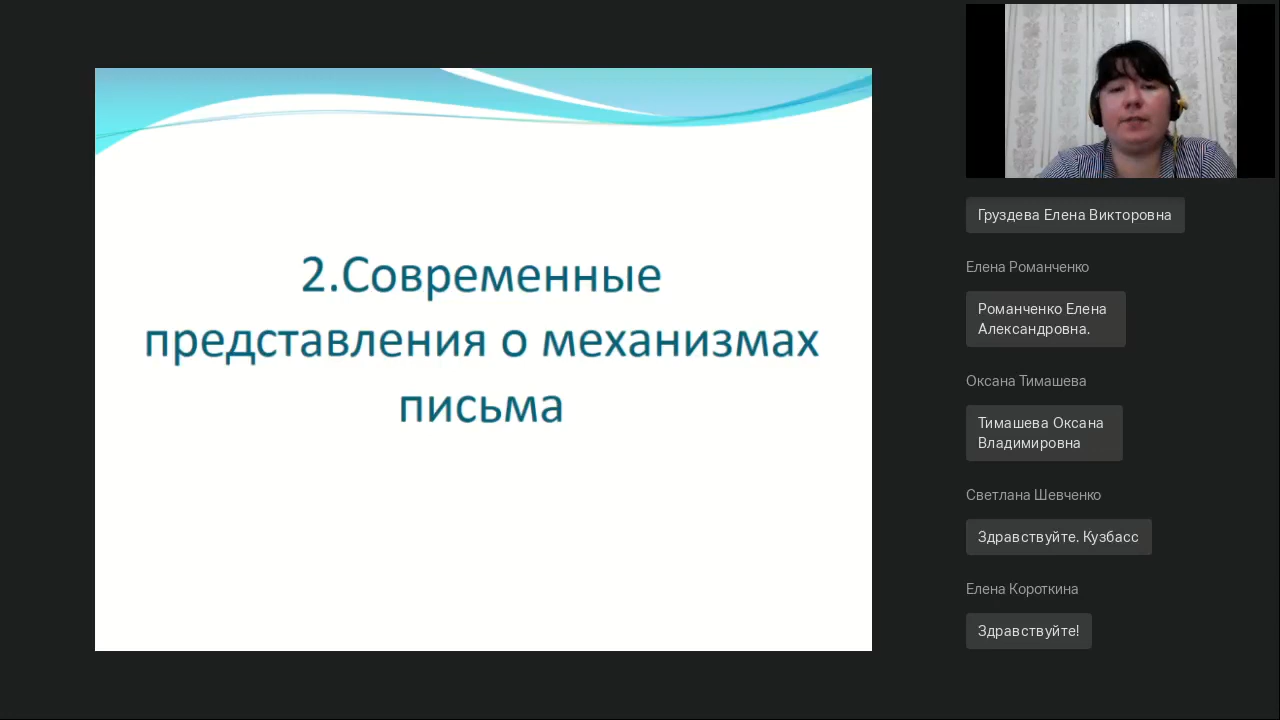 2.Современные
представления о механизмах
письма
Груздева Елена Викторовна
Елена Романченко
Романченко Елена
Александровна.
Оксана Тимашева
Тимашева Оксана
Владимировна
Светлана Шевченко
Здравствуйте. Кузбасс
Елена Короткина
Здравствуйте!